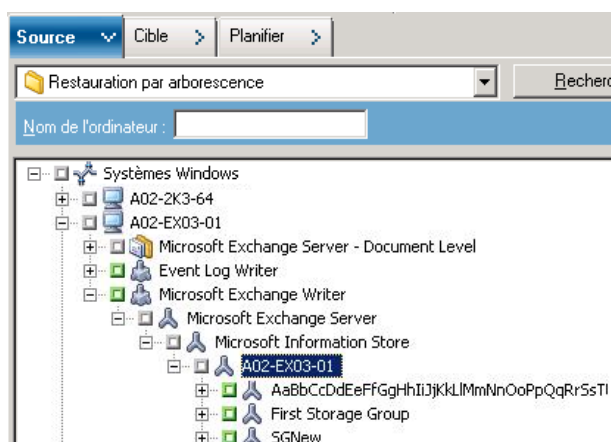 Source Cible Planifier
Restauration par arborescence Recherc
Nom de l'ordinateur :
Systèmes Windows
A02-2K3-64
A02-EX03-01
Microsoft Exchange Server - Document Level
Event Log Writer
Microsoft Exchange Writer
Microsoft Exchange Server
Microsoft Information Store
A02-EX03-01
AaBbCcDdEeFfGgHhIiJjKkLlMmNnOoPpQqRrSsTl
First Storage Group
SGNew